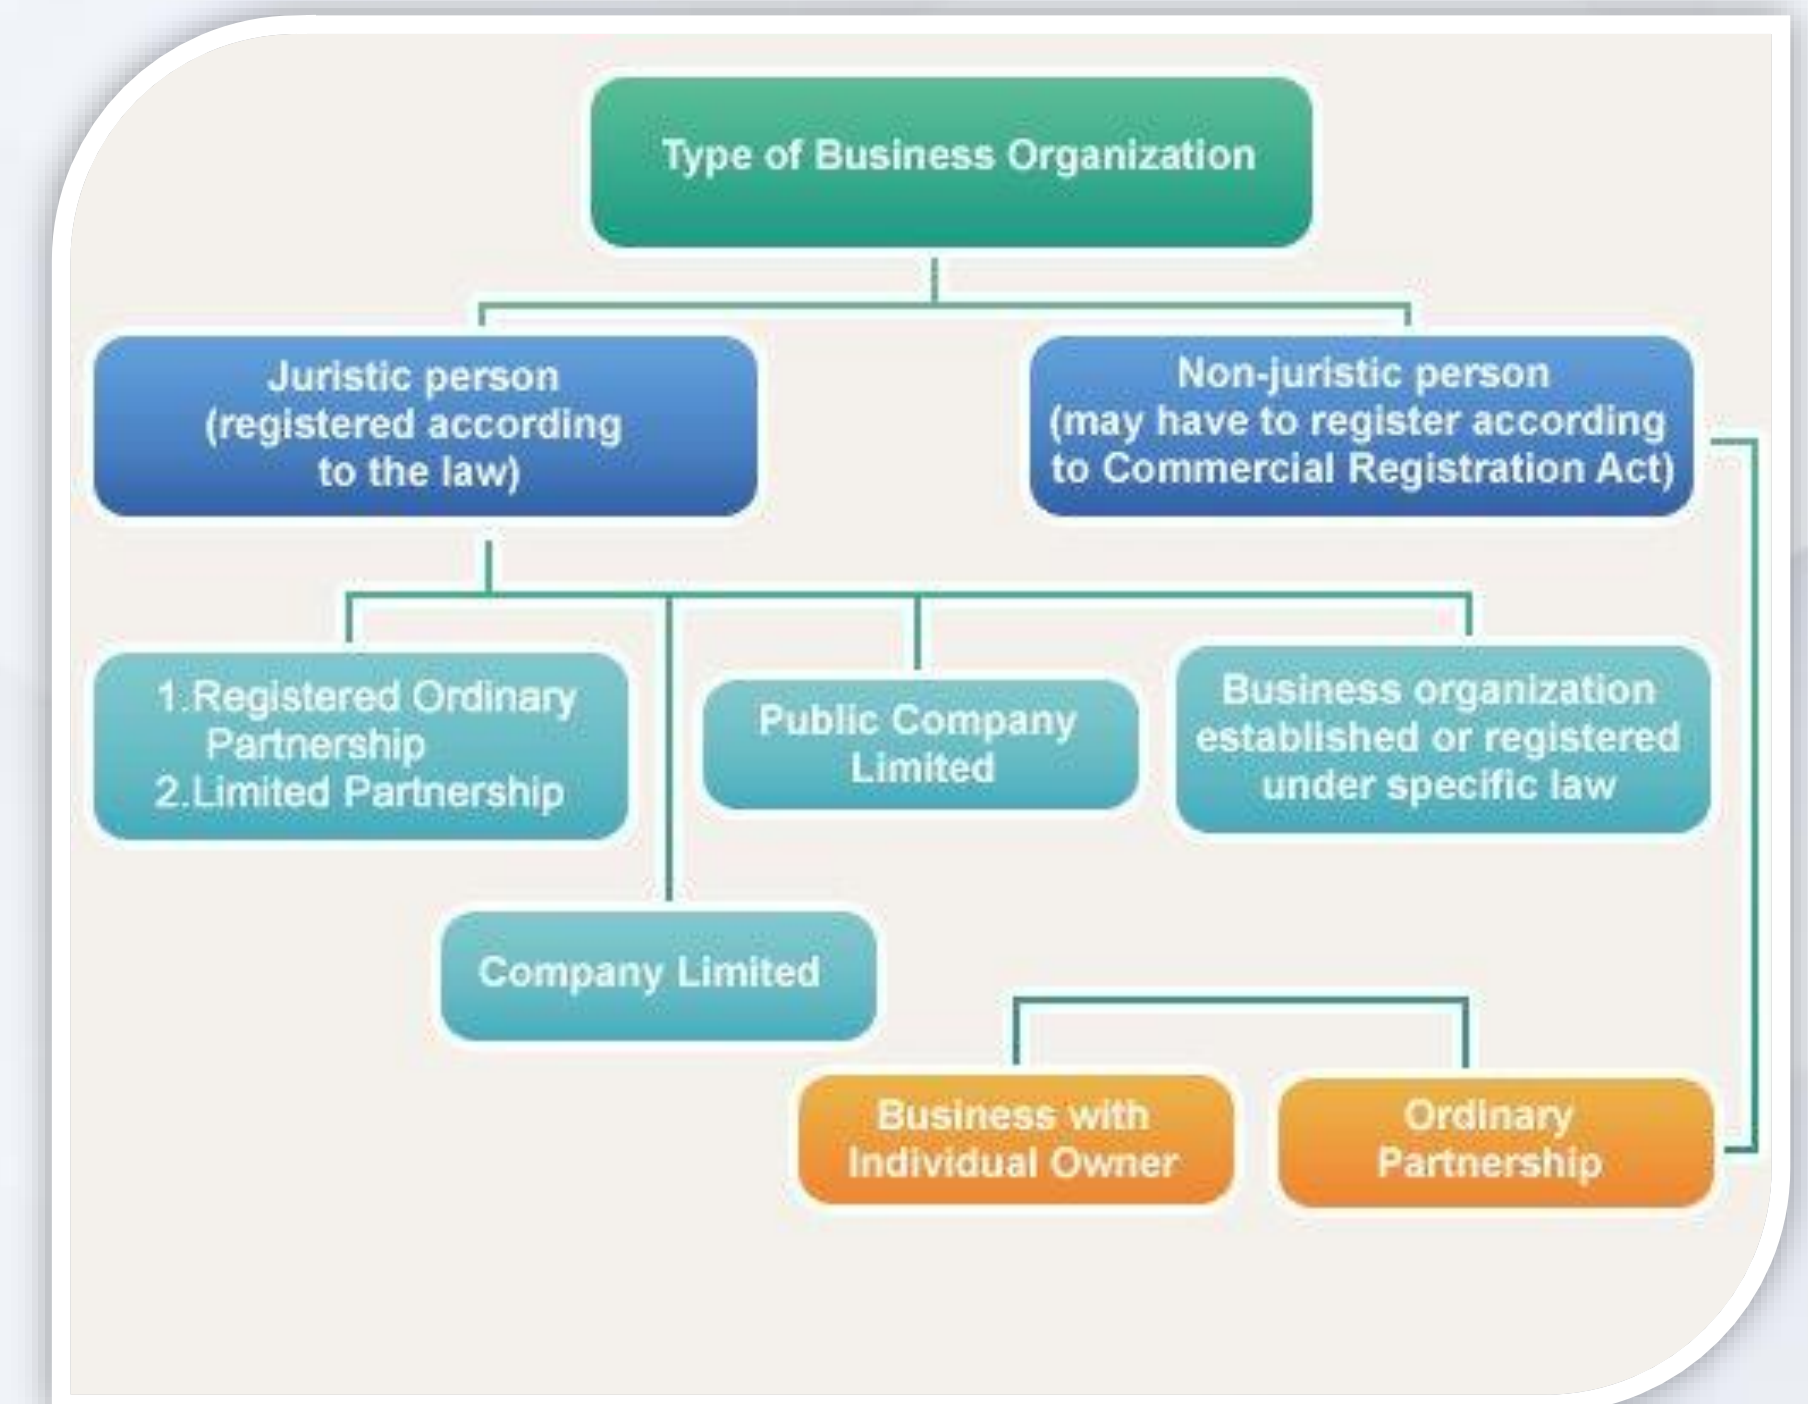 Type of Business Organization
Juristic person
(registered according
to the law)
Non-juristic person
(may have to register according
to Commercial Registration Act)
1.Registered Ordinary
Partnership
2.Limited Partnership
Public Company
Limited
Business organization
established or registered
under specific law
Company Limited
Business with
Individual Owner
Ordinary
Partnership